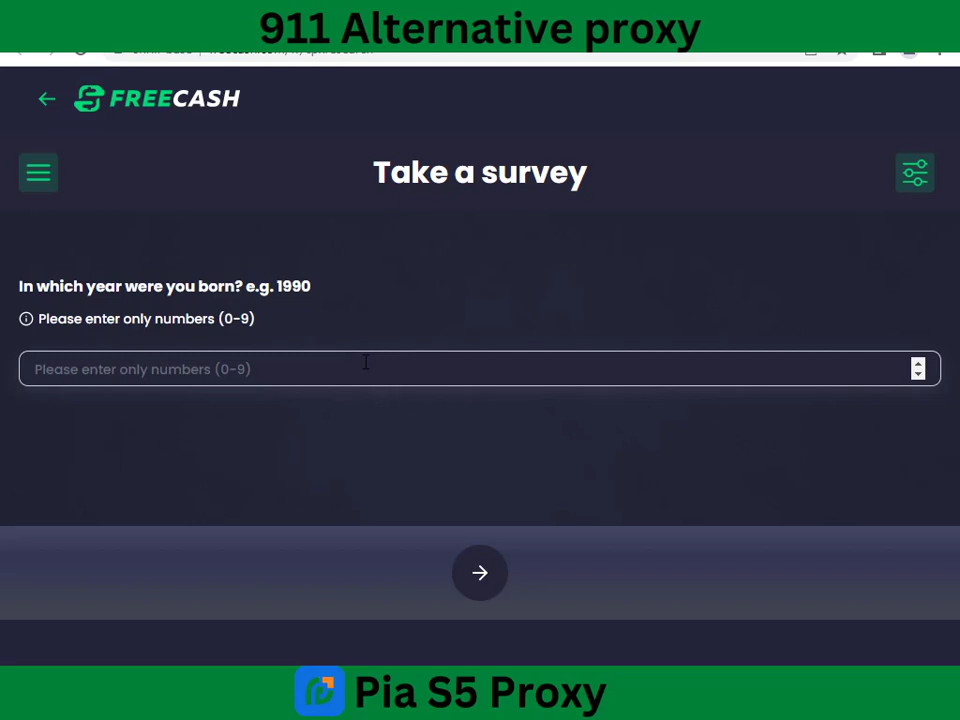 911 Alternative proxy
FREECASH
Take a survey
In which year were you born? e.g. 1990
Please enter only numbers (0-9)
Please enter only numbers (0-9)
Pia S5 Proxy